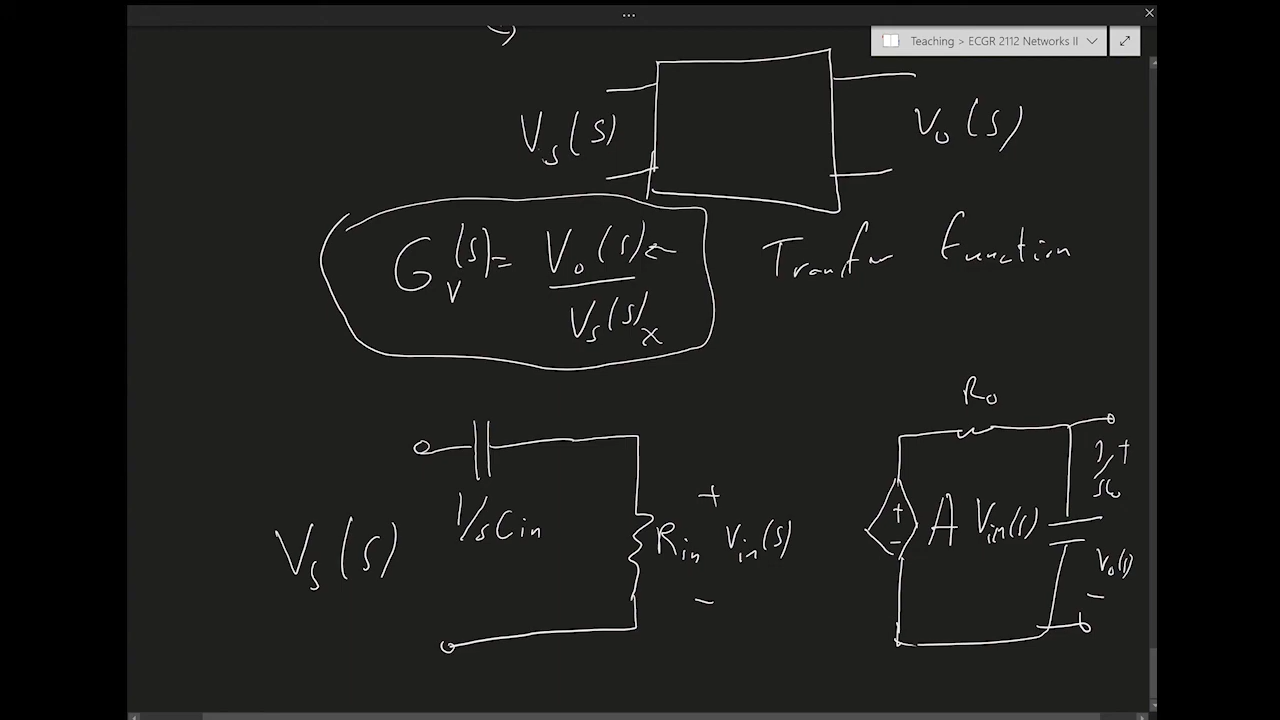 ...
Teaching > ECGR 2112 Networks II
Vs(s)
Vo(s)
Gv(s) = Vo(s) / Vs(s)
Transfer Function
Ro
1/sCin
Vs(s)
Rin
+
Vin(s)
-
+
-
A Vin(s)
1/sCo
+
Vo(s)
-